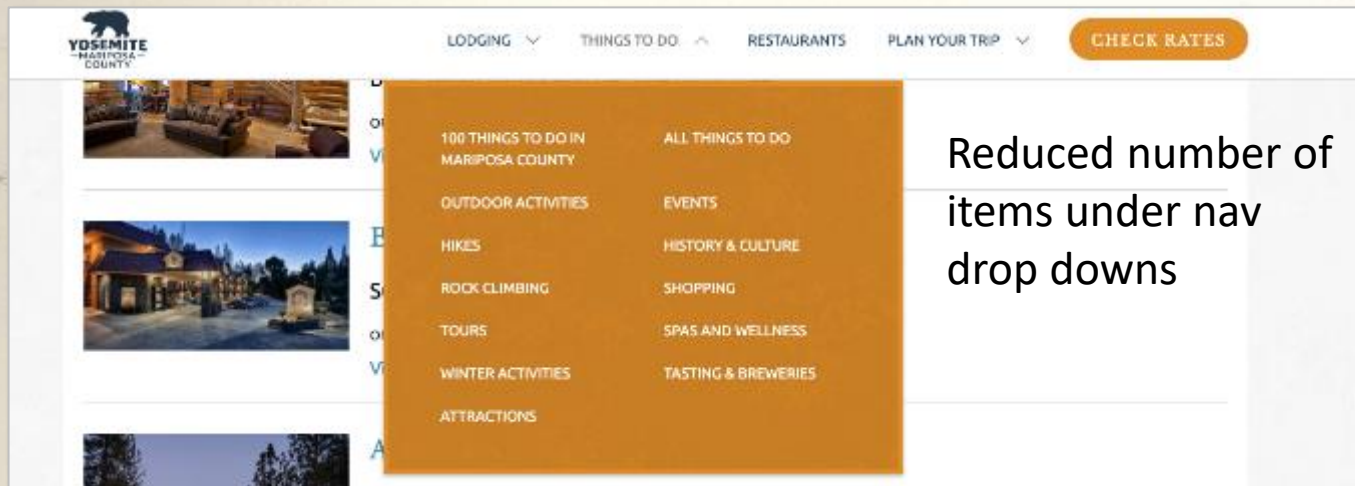 YOSEMITE
MARIPOSA
COUNTY
LODGING
THINGS TO DO
RESTAURANTS
PLAN YOUR TRIP
CHECK RATES
100 THINGS TO DO IN
MARIPOSA COUNTY
ALL THINGS TO DO
OUTDOOR ACTIVITIES
EVENTS
HIKES
HISTORY & CULTURE
ROCK CLIMBING
SHOPPING
TOURS
SPAS AND WELLNESS
WINTER ACTIVITIES
TASTING & BREWERIES
ATTRACTIONS
Reduced number of
items under nav
drop downs